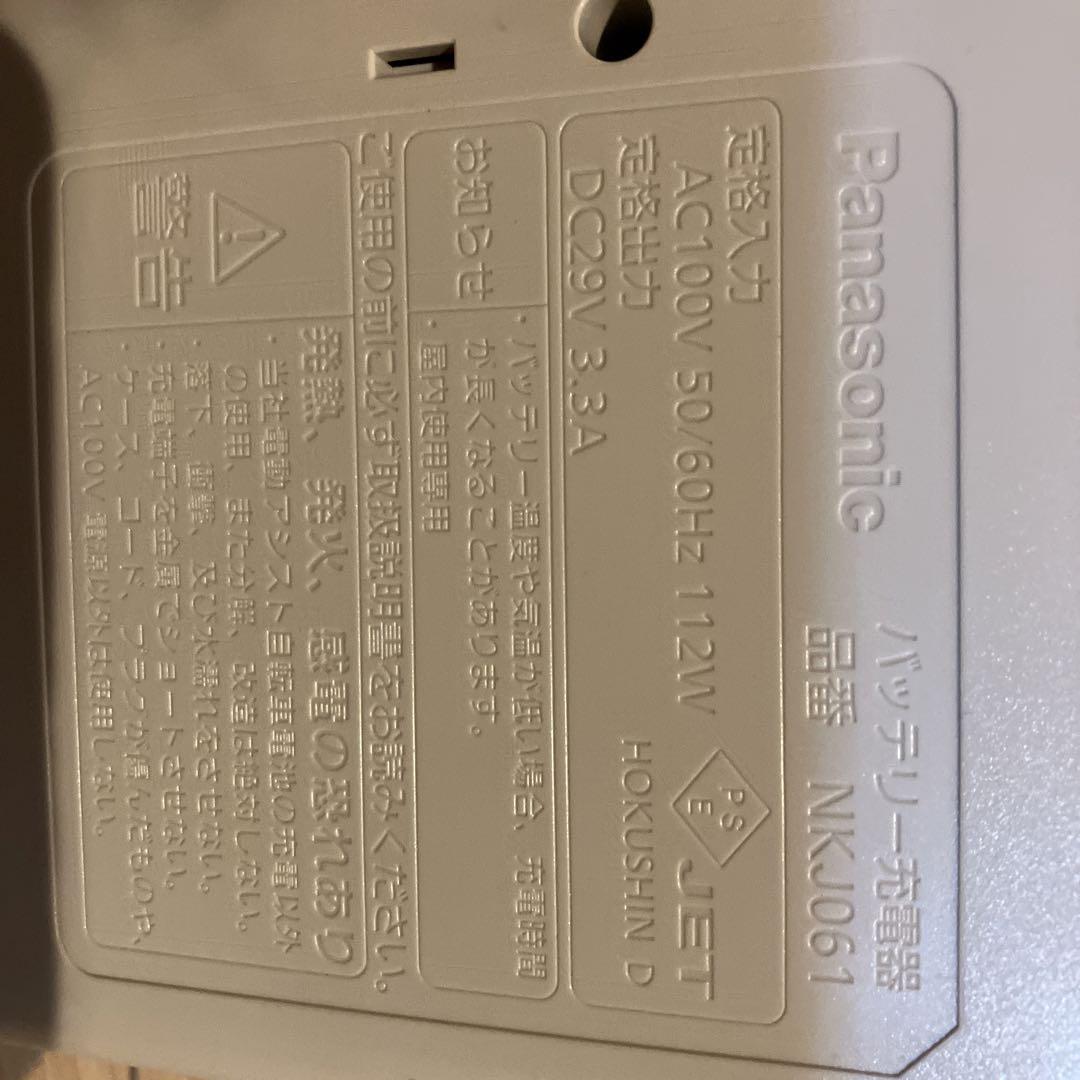 Panasonic バッテリー充電器
品番 NKJ061
定格入力
AC100V 50/60Hz 112W
定格出力
DC29V 3.3A
PS
E
JET
HOKUSHIN D
お知らせ
・バッテリー温度や気温が低い場合、充電時間
が長くなることがあります。
・屋内使用専用
ご使用の前に必ず取扱説明書をお読みください。
警告
発熱、発火、感電の恐れあり
・当社電動アシスト自転車電池の充電以外
の使用、また分解、改造は絶対しない。
・落下、衝撃、及び水濡れをさせない。
・充電端子を金属でショートさせない。
・ケース、コード、プラグが傷んだものや、
AC100V 電源以外は使用しない。